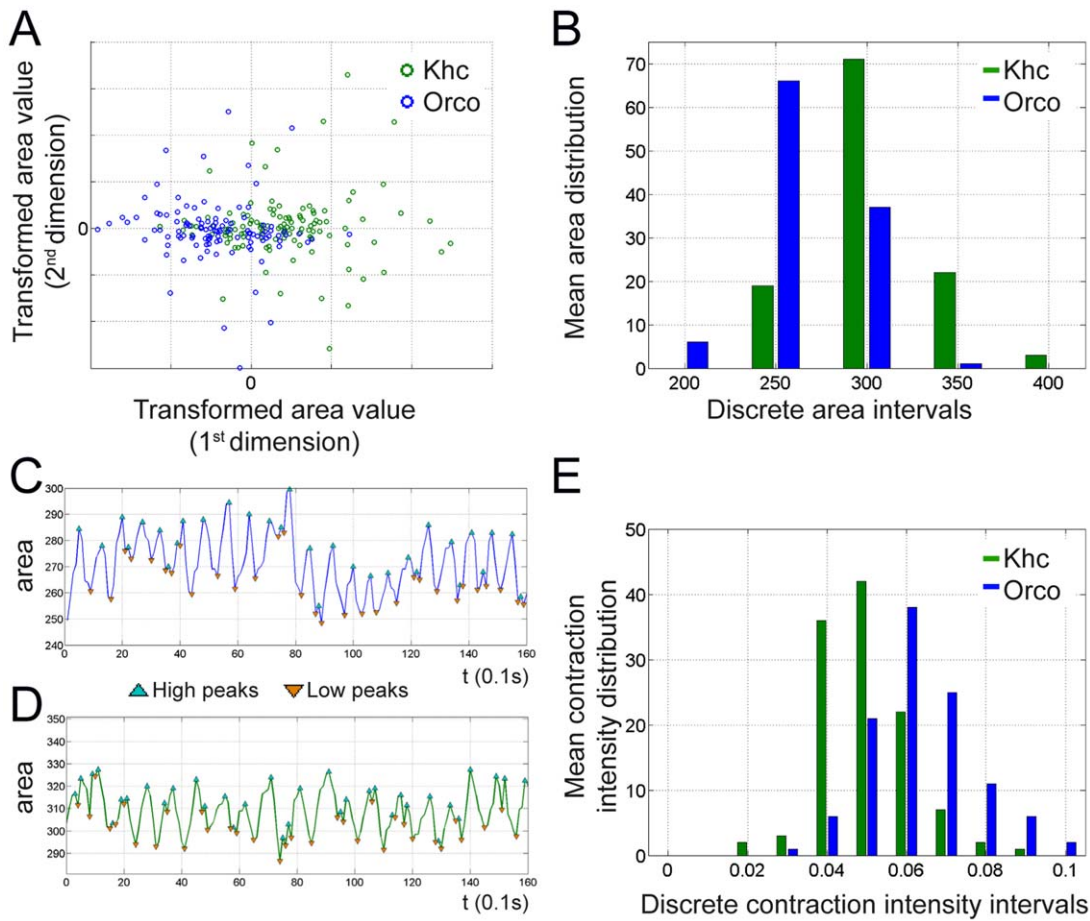 A
Khc
Orco
Transformed area value
(2nd dimension)
0
0
Transformed area value
(1st dimension)
B
Khc
Orco
Mean area distribution
70
60
50
40
30
20
10
0
200 250 300 350 400
Discrete area intervals
C
area
300
290
280
270
260
250
240
0 20 40 60 80 100 120 140 160
t (0.1s)
High peaks Low peaks
D
area
350
340
330
320
310
300
290
0 20 40 60 80 100 120 140 160
t (0.1s)
E
Khc
Orco
Mean contraction
intensity distribution
50
40
30
20
10
0
0 0.02 0.04 0.06 0.08 0.1
Discrete contraction intensity intervals